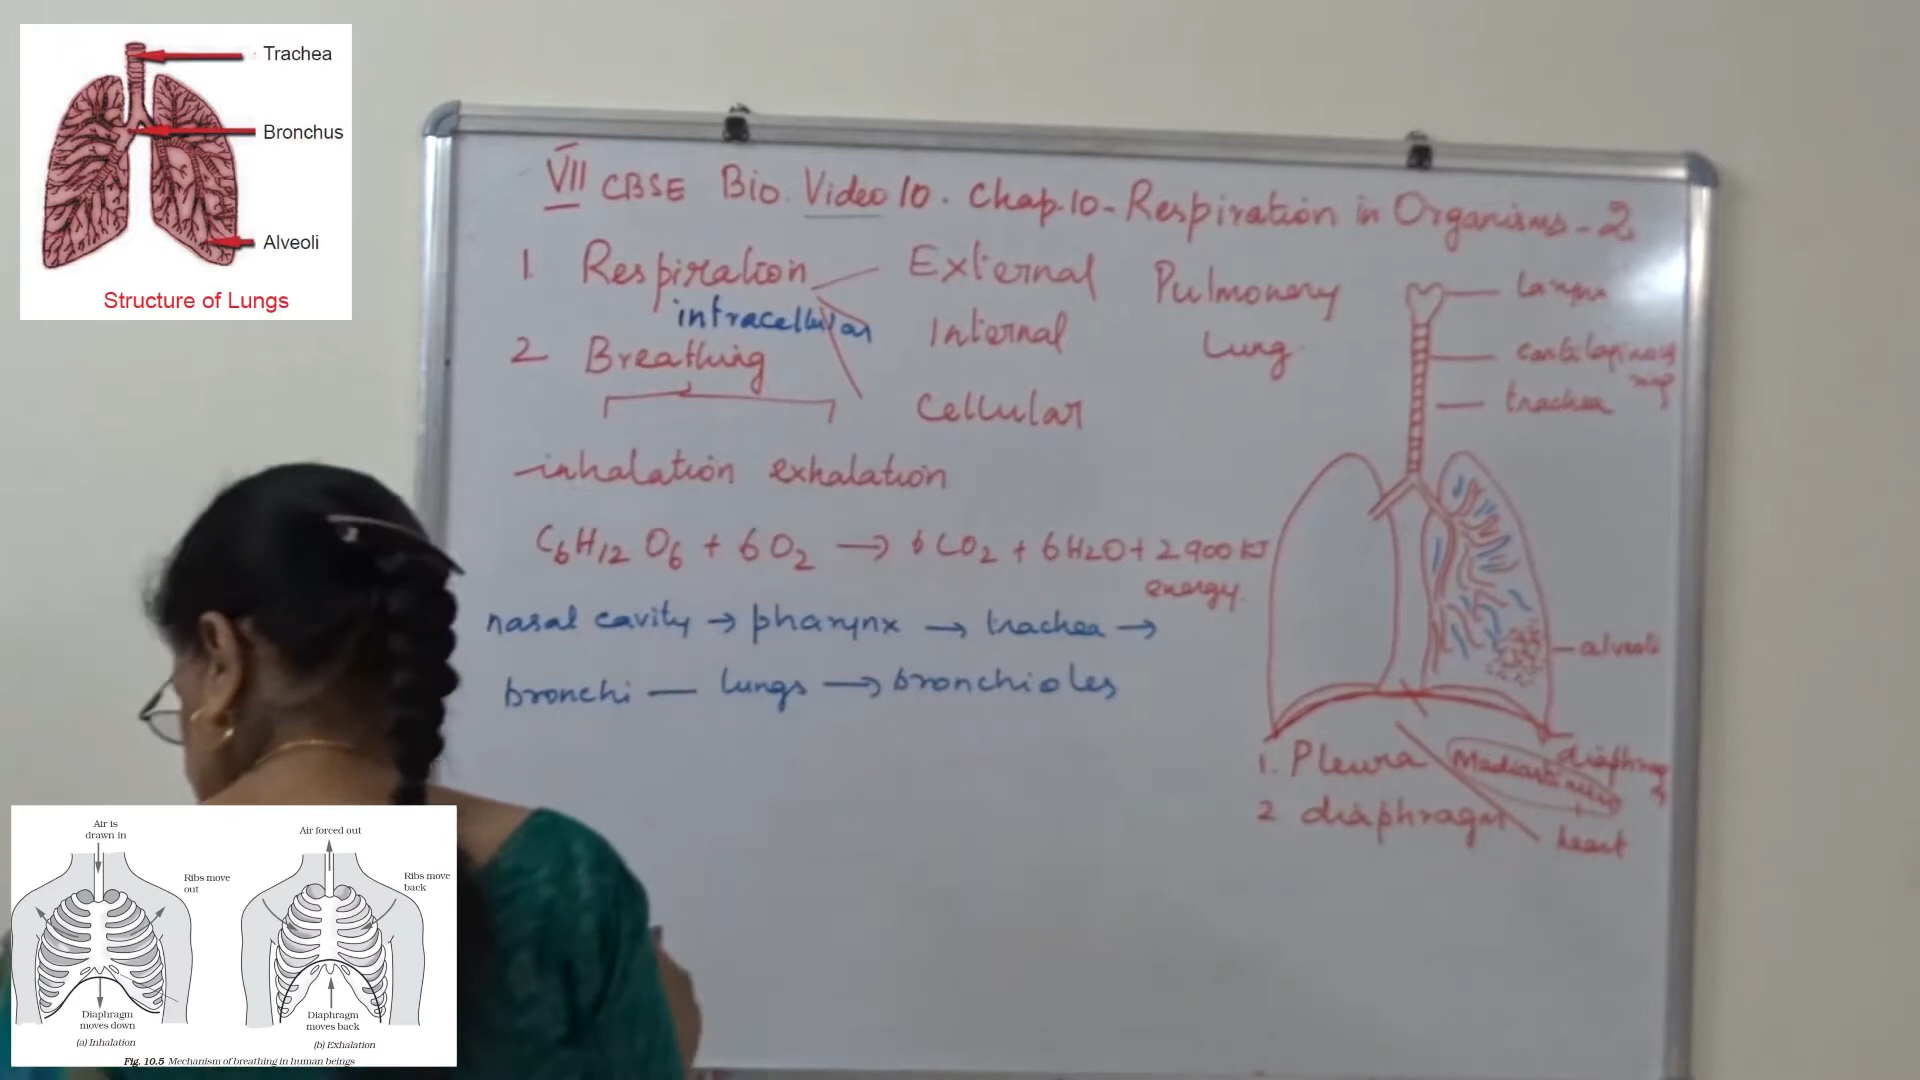 Trachea
Bronchus
Alveoli
Structure of Lungs
VII CBSE Bio. Video 10. Chap.10- Respiration in Organisms - 2.
1. Respiration
External
Pulmonary
intracellular
Internal
Lung
2 Breathing
Cellular
inhalation exhalation
C6H12O6 + 6O2 → 6CO2 + 6H2O + 2900 KJ
energy.
nasal cavity → pharynx → trachea →
bronchi — lungs → bronchioles
trachea
alveoli
1. Pleura
diaphragm
2 diaphragm
heart
Air is
drawn in
Ribs move
out
Diaphragm
moves down
(a) Inhalation
Air forced out
Ribs move
back
Diaphragm
moves back
(b) Exhalation
Fig. 10.5 Mechanism of breathing in human beings